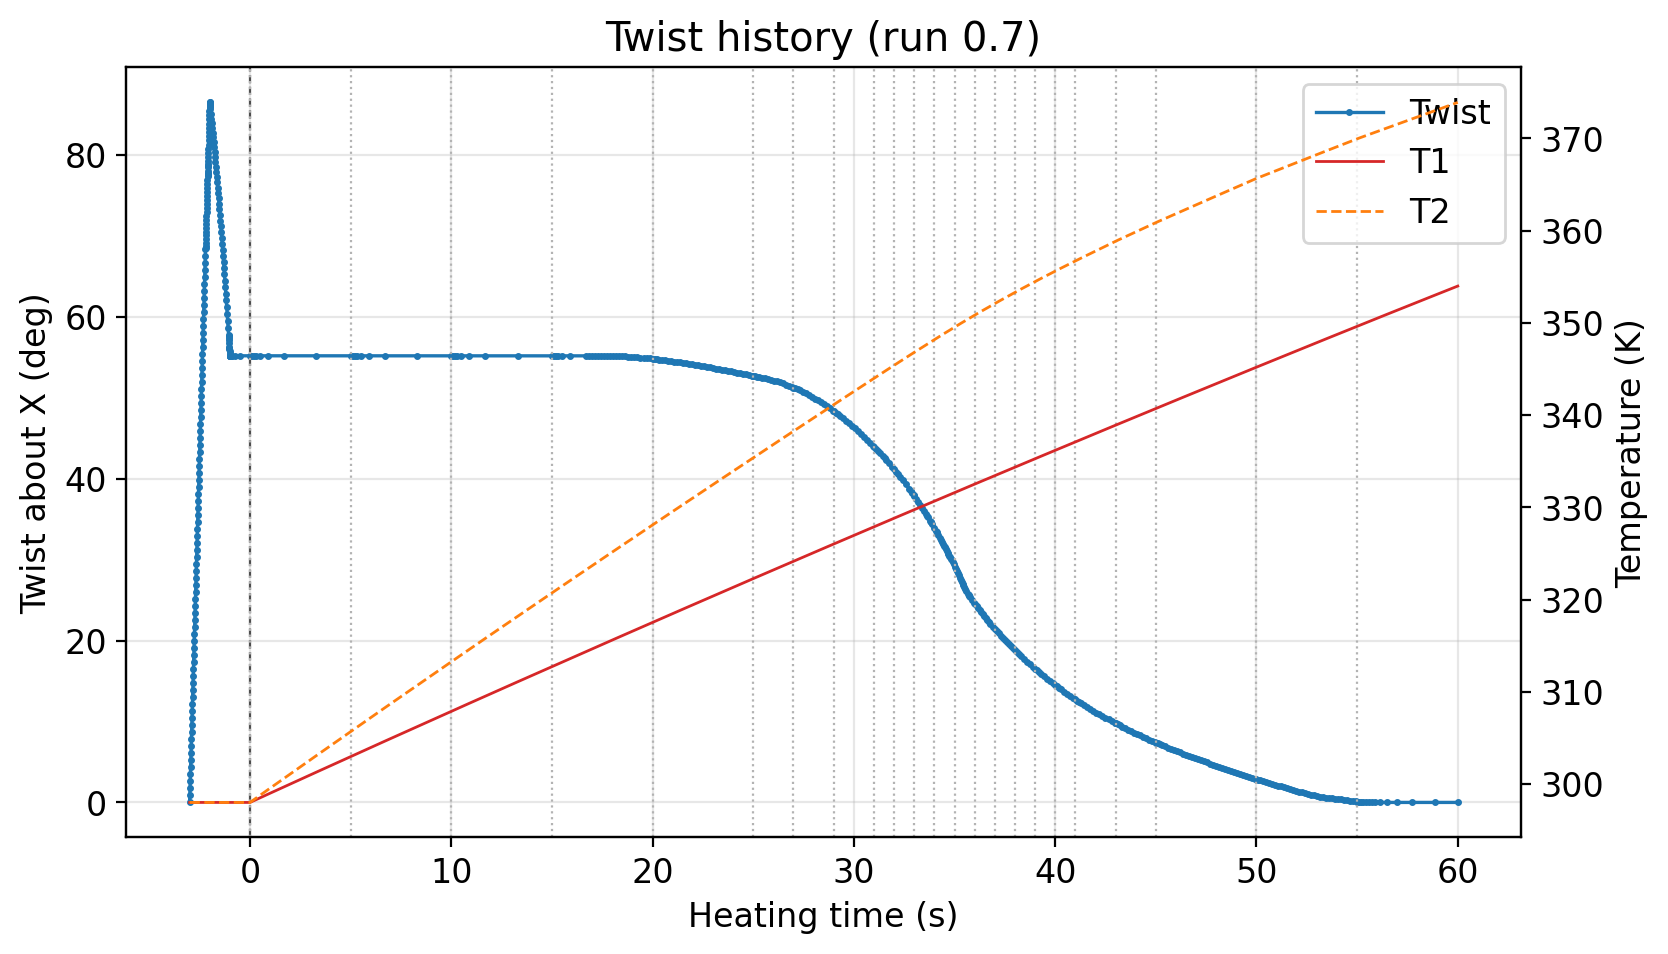 Twist history (run 0.7)
Twist about X (deg)
80
60
40
20
0
Twist
T1
T2
370
360
350
340
330
320
310
300
Temperature (K)
0 10 20 30 40 50 60
Heating time (s)